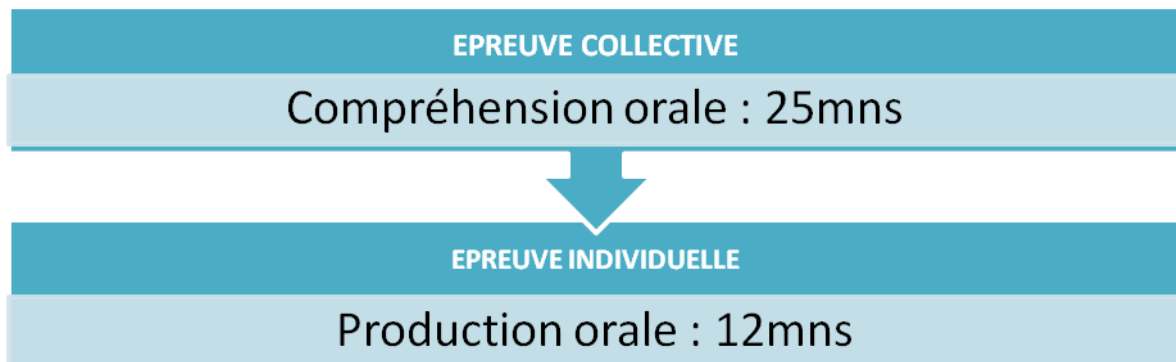 EPREUVE COLLECTIVE
Compréhension orale : 25mns
EPREUVE INDIVIDUELLE
Production orale : 12mns